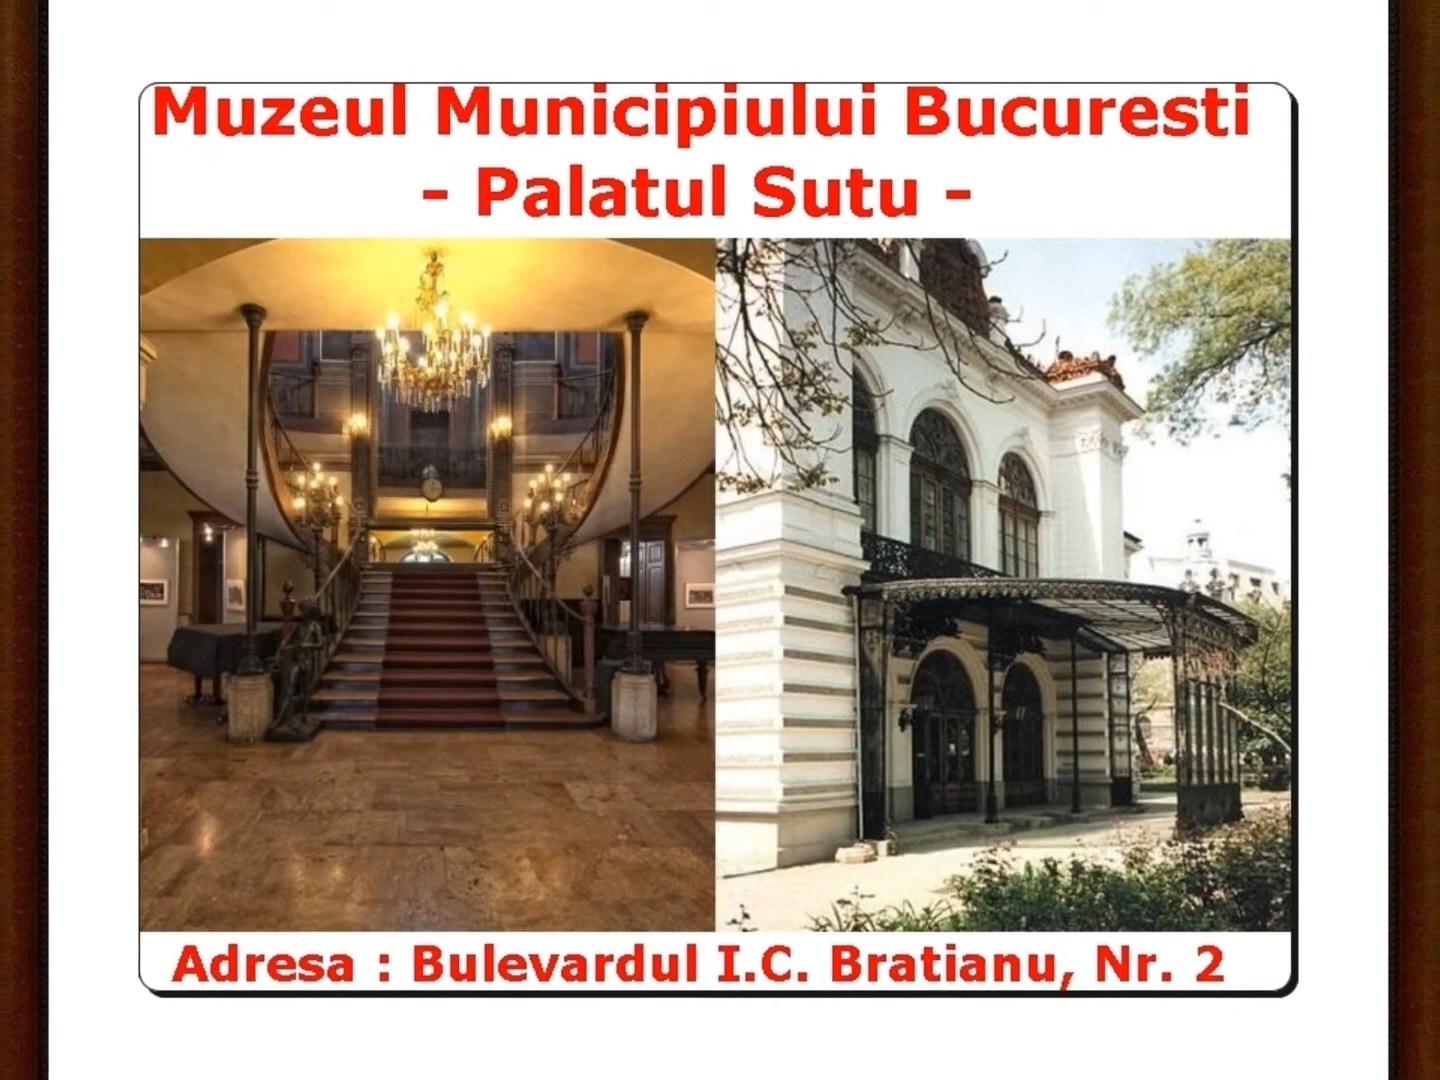 Muzeul Municipiului Bucuresti
- Palatul Sutu -
Adresa : Bulevardul I.C. Bratianu, Nr. 2